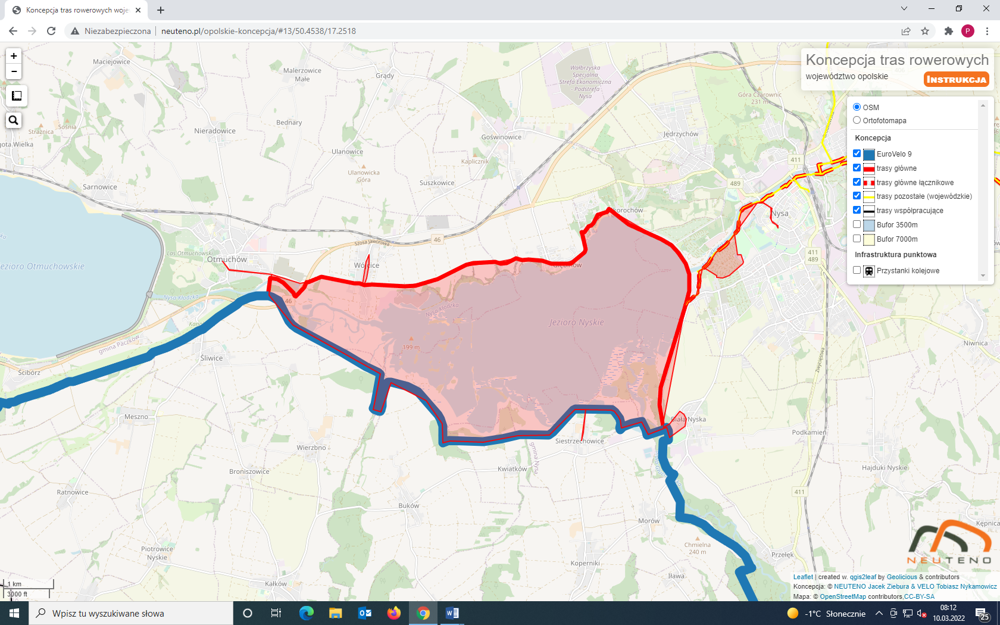 Koncepcja tras rowerowych woje
Niezabezpieczona
neuteno.pl/opolskie-koncepcja/#13/50.4538/17.2518
P
+
−
Koncepcja tras rowerowych
województwo opolskie
INSTRUKCJA
OSM
Ortofotomapa
Koncepcja
EuroVelo 9
trasy główne
trasy główne łącznikowe
trasy pozostałe (wojewódzkie)
trasy współpracujące
Bufor 3500m
Bufor 7000m
Infrastruktura punktowa
Przystanki kolejowe
Maciejowice
Malerzowice
Małe
Grądy
Wałbrzyska
Specjalna
Strefa Ekonomiczna
- Podstrefa
Nysa
406
Góra Czarownic
231 m
Bednary
Strażnica
Sośnia
Nieradowice
gota Wielka
Goświnowice
Jędrzychów
Ulanowice
Kaplicznik
411
Ulanowicka
Góra
Suszkowice
489
Sarnowice
korochów
Nysa
46
Szosa Jaworowa
Las Otmuchowski
Otmuchów
Wójcice
Głębinów
411
489
Jezioro Otmuchowskie
Nysa Kłodzka
46
Nysa Kłodzka
Jezioro Nyskie
199 m
gmina Paczków
Niwnica
Zwycięstwa
Śliwice
Ścibórz
Meszno
Biała Nyska
Podkamień
Siestrzechowice
Wierzbno
gmina Nysa
Kwiatków
Hajduki Nyskie
Broniszowice
Ratnowice
411
Buków
Morów
Kępnica
Chmielna
240 m
Piotrowice
Nyskie
Przełęk
Koperniki
Iława
Kałków
NEUTENO
1 km
3000 ft
Leaflet | created w. qgis2leaf by Geolicious & contributors
Koncepcja: © NEUTENO Jacek Ziebura & VELO Tobiasz Nykamowicz
Mapa: © OpenStreetMap contributors,CC-BY-SA
Wpisz tu wyszukiwane słowa
-1°C Słonecznie
08:12
10.03.2022
25